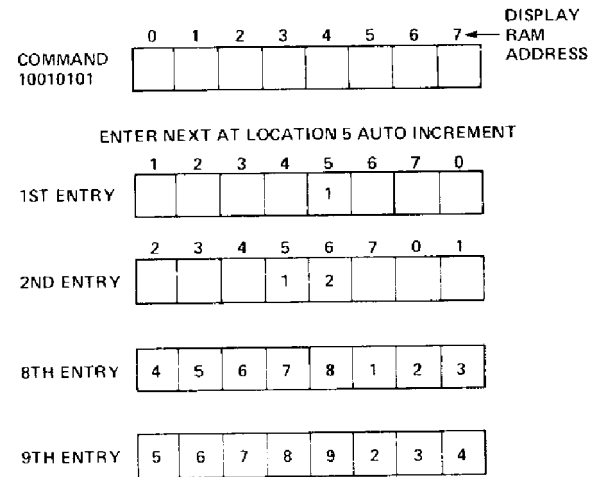 DISPLAY
0 1 2 3 4 5 6 7 RAM
ADDRESS
COMMAND
10010101
ENTER NEXT AT LOCATION 5 AUTO INCREMENT
1 2 3 4 5 6 7 0
1ST ENTRY 1
2 3 4 5 6 7 0 1
2ND ENTRY 1 2
8TH ENTRY 4 5 6 7 8 1 2 3
9TH ENTRY 5 6 7 8 9 2 3 4